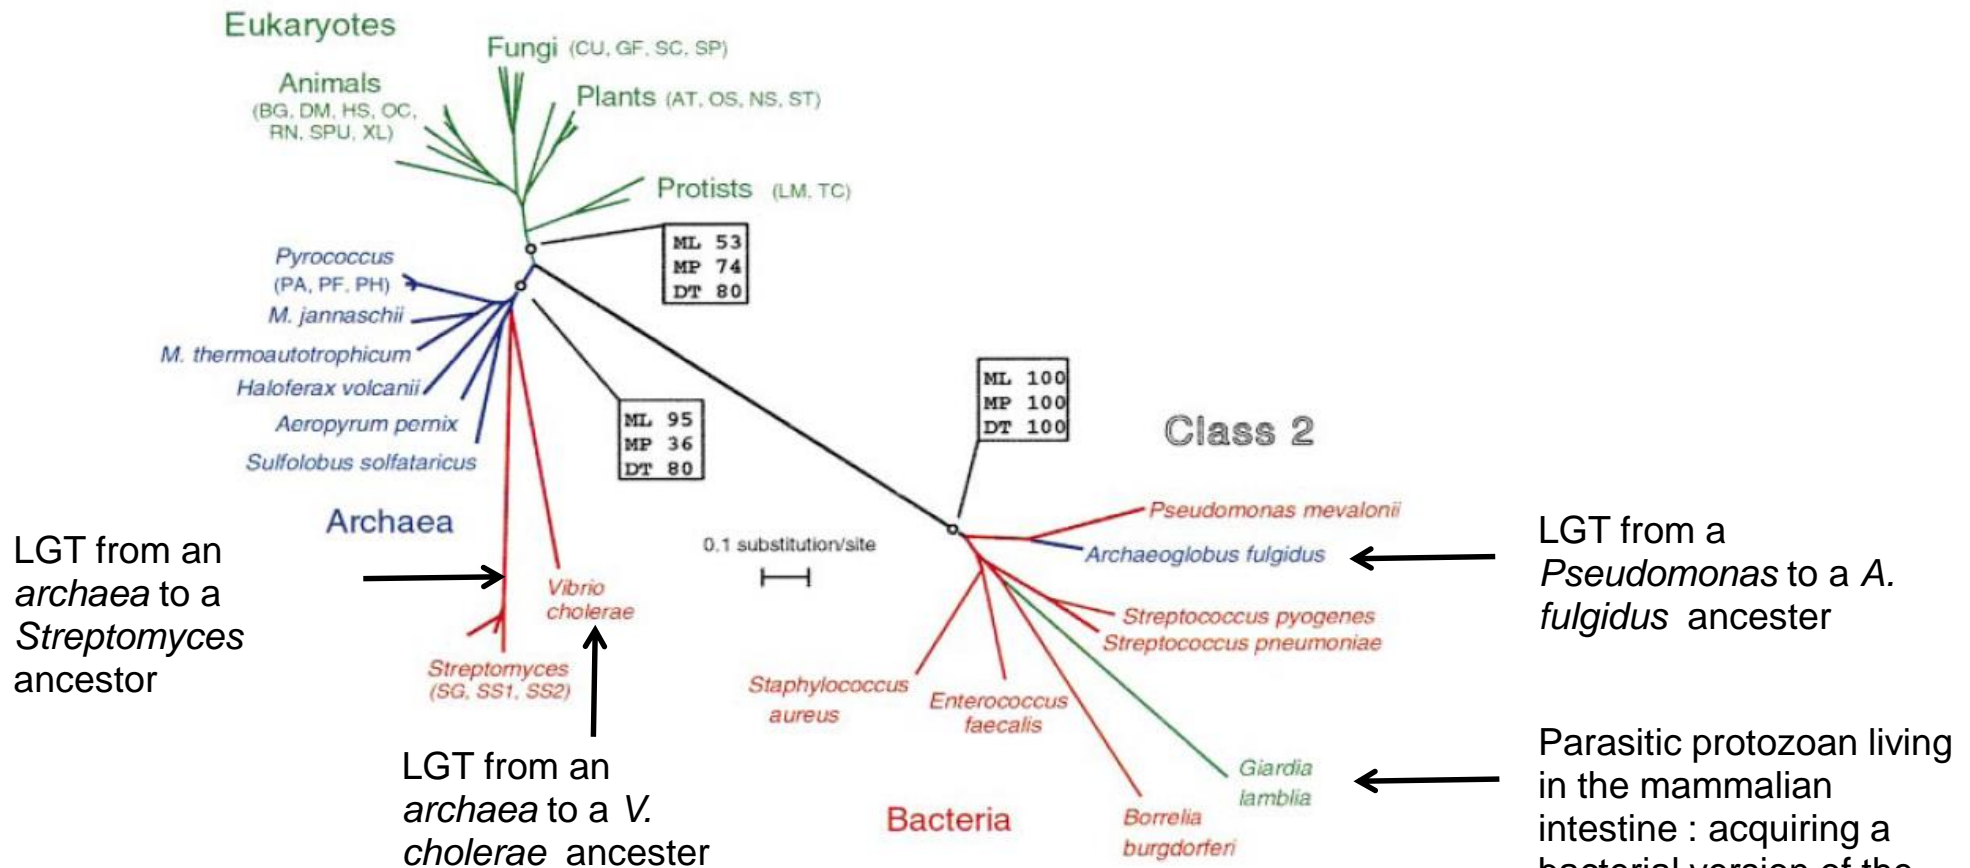 Eukaryotes
Fungi (CU, GF, SC, SP)
Animals
(BG, DM, HS, OC,
RN, SPU, XL)
Plants (AT, OS, NS, ST)
Protists (LM, TC)
ML 53
MP 74
DT 80
Pyrococcus
(PA, PF, PH)
M. jannaschii
M. thermoautotrophicum
Haloferax volcanii
Aeropyrum pernix
Sulfolobus solfataricus
Archaea
ML 95
MP 36
DT 80
ML 100
MP 100
DT 100
Class 2
0.1 substitution/site
LGT from an
archaea to a
Streptomyces
ancestor
Vibrio
cholerae
Streptomyces
(SG, SS1, SS2)
LGT from an
archaea to a V.
cholerae ancester
Pseudomonas mevalonii
Archaeoglobus fulgidus
LGT from a
Pseudomonas to a A.
fulgidus ancester
Streptococcus pyogenes
Streptococcus pneumoniae
Staphylococcus
aureus
Enterococcus
faecalis
Giardia
lamblia
Borrelia
burgdorferi
Bacteria
Parasitic protozoan living
in the mammalian
intestine : acquiring a
bacterial version of the